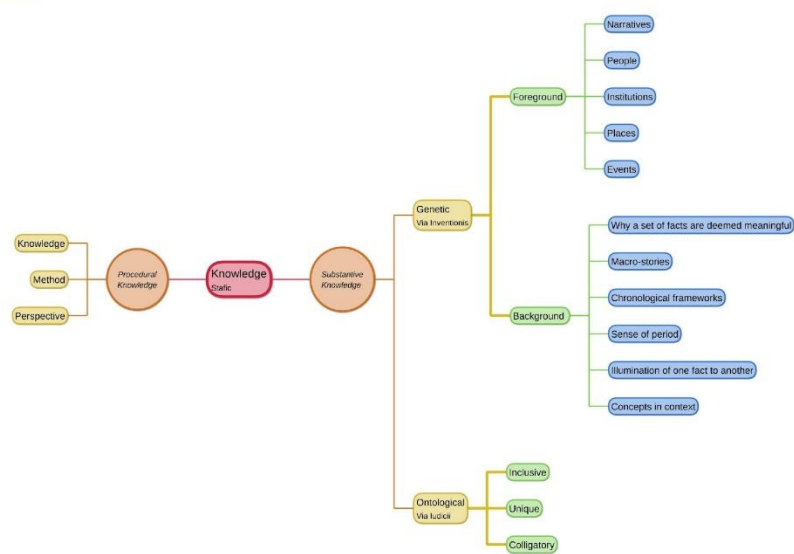 Narratives
People
Foreground
Institutions
Places
Events
Genetic
Via Inventionis
Why a set of facts are deemed meaningful
Macro-stories
Chronological frameworks
Background
Sense of period
Illumination of one fact to another
Concepts in context
Knowledge
Method
Perspective
Procedural
Knowledge
Knowledge
Static
Substantive
Knowledge
Ontological
Via Iudicii
Inclusive
Unique
Colligatory